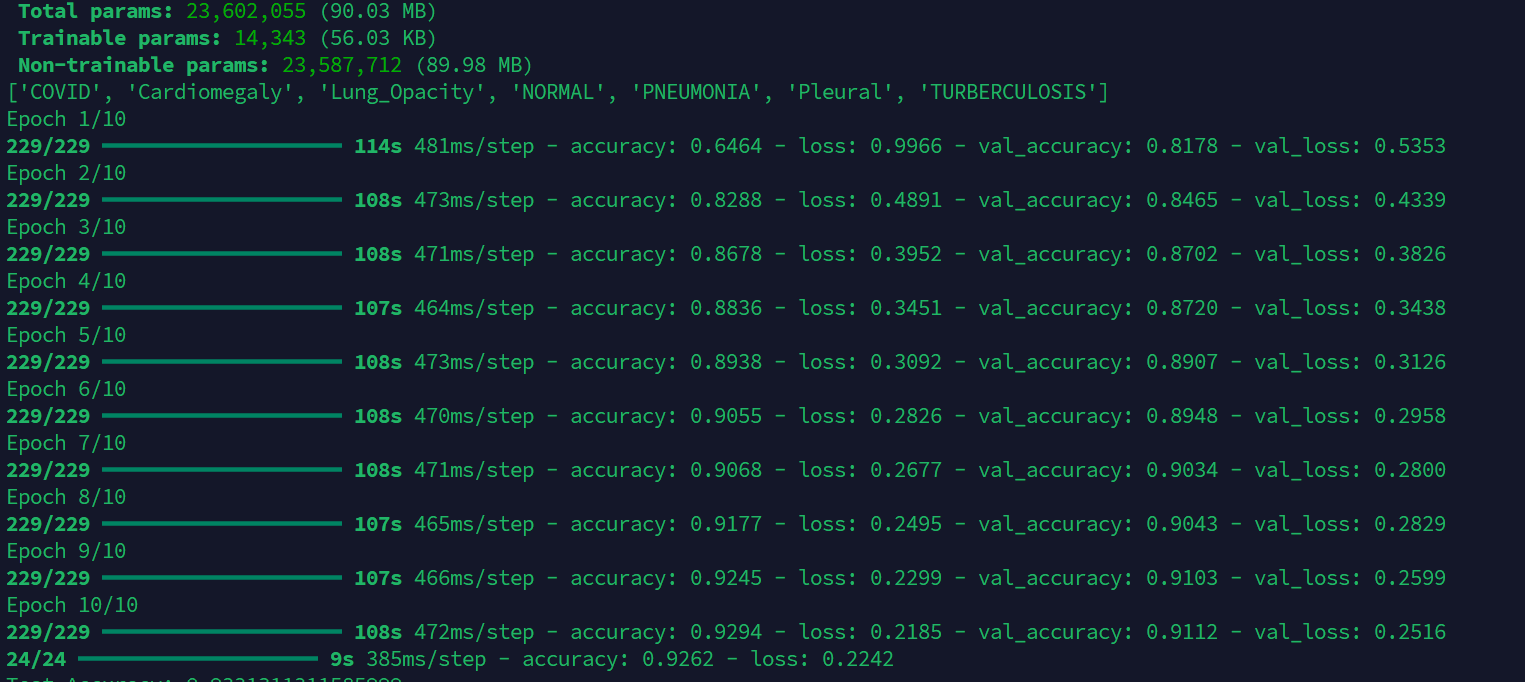 Total params: 23,602,055 (90.03 MB)
Trainable params: 14,343 (56.03 KB)
Non-trainable params: 23,587,712 (89.98 MB)
['COVID', 'Cardiomegaly', 'Lung_Opacity', 'NORMAL', 'PNEUMONIA', 'Pleural', 'TURBERCULOSIS']
Epoch 1/10
229/229 114s 481ms/step - accuracy: 0.6464 - loss: 0.9966 - val_accuracy: 0.8178 - val_loss: 0.5353
Epoch 2/10
229/229 108s 473ms/step - accuracy: 0.8288 - loss: 0.4891 - val_accuracy: 0.8465 - val_loss: 0.4339
Epoch 3/10
229/229 108s 471ms/step - accuracy: 0.8678 - loss: 0.3952 - val_accuracy: 0.8702 - val_loss: 0.3826
Epoch 4/10
229/229 107s 464ms/step - accuracy: 0.8836 - loss: 0.3451 - val_accuracy: 0.8720 - val_loss: 0.3438
Epoch 5/10
229/229 108s 473ms/step - accuracy: 0.8938 - loss: 0.3092 - val_accuracy: 0.8907 - val_loss: 0.3126
Epoch 6/10
229/229 108s 470ms/step - accuracy: 0.9055 - loss: 0.2826 - val_accuracy: 0.8948 - val_loss: 0.2958
Epoch 7/10
229/229 108s 471ms/step - accuracy: 0.9068 - loss: 0.2677 - val_accuracy: 0.9034 - val_loss: 0.2800
Epoch 8/10
229/229 107s 465ms/step - accuracy: 0.9177 - loss: 0.2495 - val_accuracy: 0.9043 - val_loss: 0.2829
Epoch 9/10
229/229 107s 466ms/step - accuracy: 0.9245 - loss: 0.2299 - val_accuracy: 0.9103 - val_loss: 0.2599
Epoch 10/10
229/229 108s 472ms/step - accuracy: 0.9294 - loss: 0.2185 - val_accuracy: 0.9112 - val_loss: 0.2516
24/24 9s 385ms/step - accuracy: 0.9262 - loss: 0.2242
Test Accuracy: